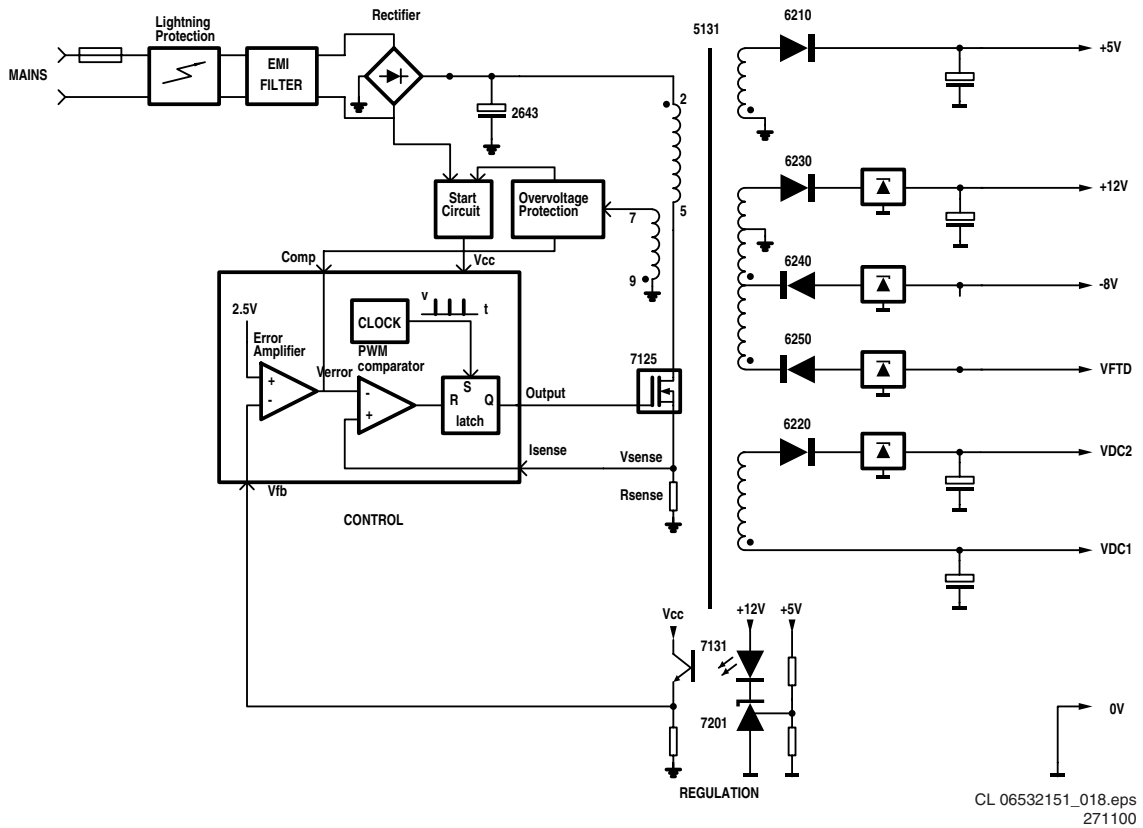 Lightning
Protection
Rectifier
5131
6210
+5V
MAINS
EMI
FILTER
2643
2
5
7
9
Start
Circuit
Overvoltage
Protection
6230
+12V
Comp
Vcc
6240
-8V
2.5V
Error
Amplifier
CLOCK
v
t
PWM
comparator
Verror
+
-
-
+
R
S
Q
latch
Output
7125
6250
VFTD
Isense
Vsense
Rsense
6220
VDC2
Vfb
CONTROL
VDC1
Vcc
+12V
+5V
7131
7201
0V
REGULATION
CL 06532151_018.eps
271100